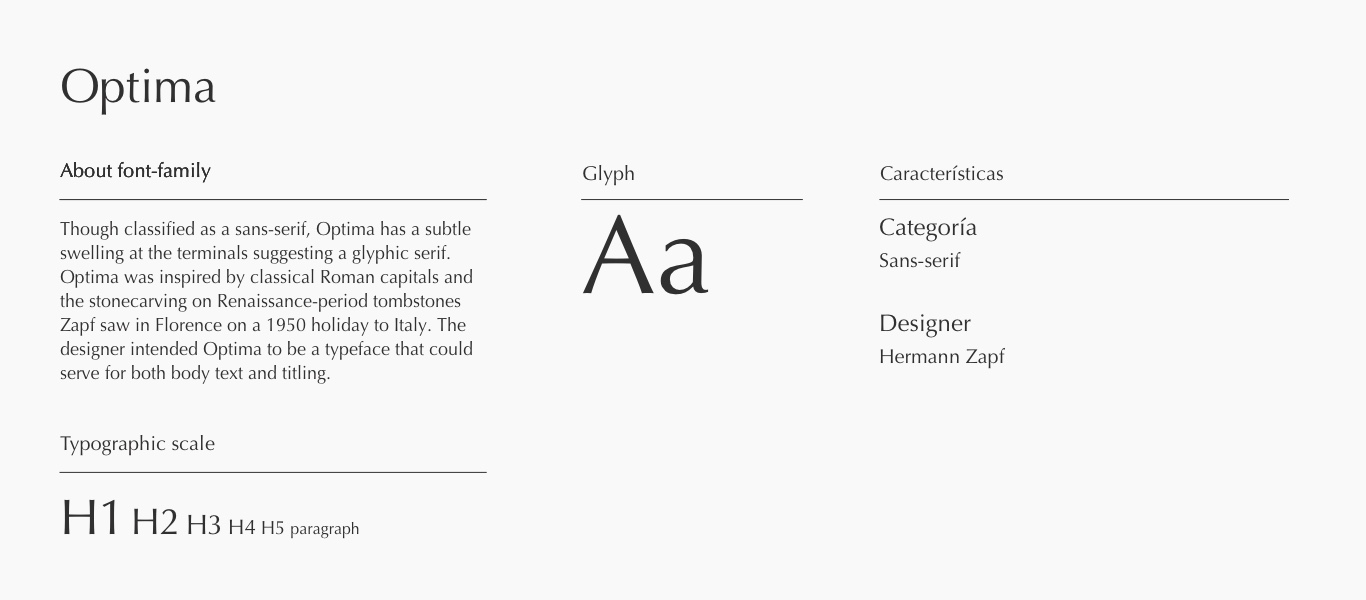 Optima
About font-family
Though classified as a sans-serif, Optima has a subtle
swelling at the terminals suggesting a glyphic serif.
Optima was inspired by classical Roman capitals and
the stonecarving on Renaissance-period tombstones
Zapf saw in Florence on a 1950 holiday to Italy. The
designer intended Optima to be a typeface that could
serve for both body text and titling.
Typographic scale
H1 H2 H3 H4 H5 paragraph
Glyph
Aa
Características
Categoría
Sans-serif
Designer
Hermann Zapf